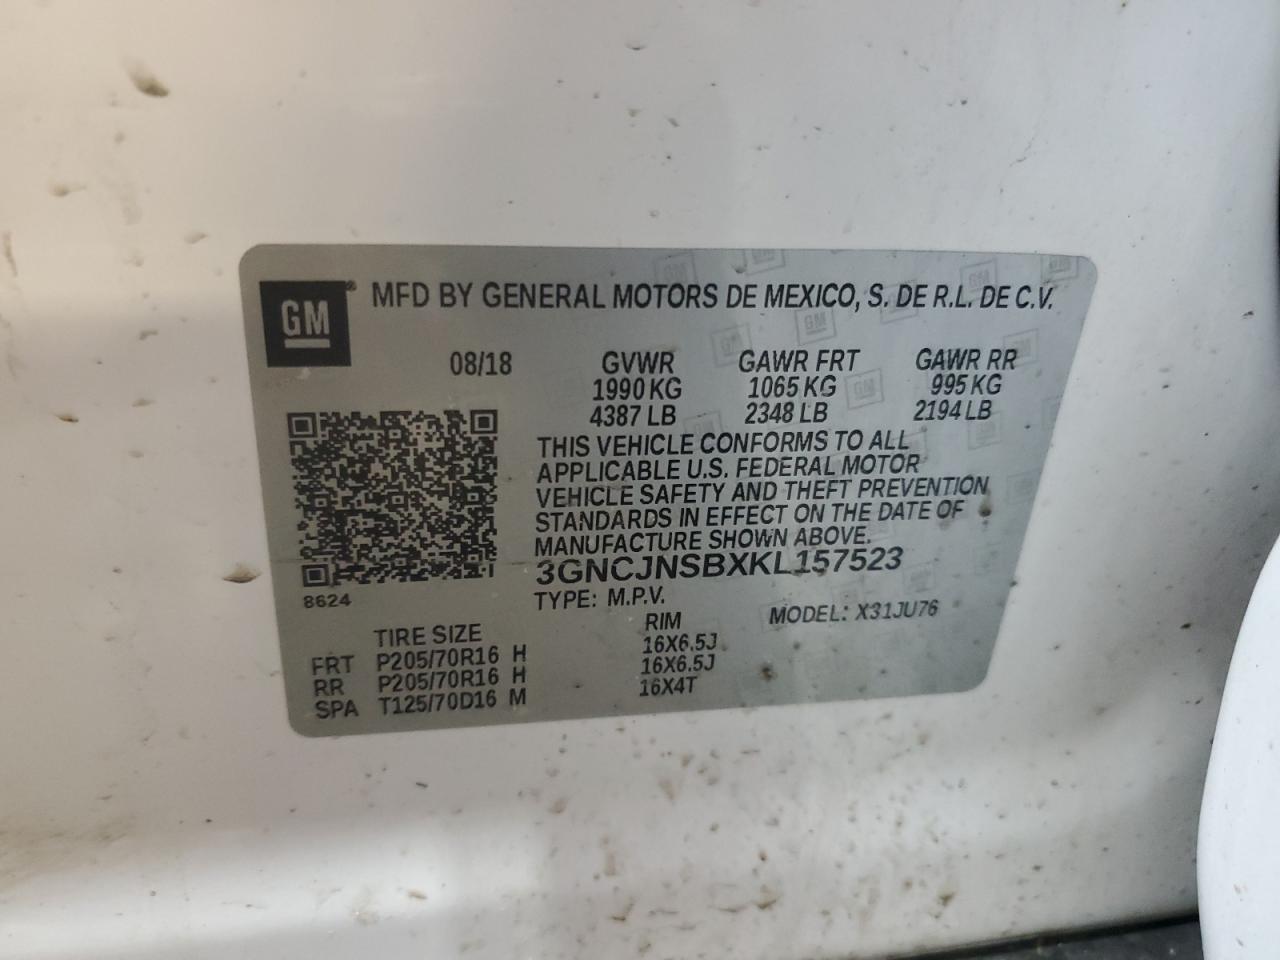 GM® MFD BY GENERAL MOTORS DE MEXICO, S. DE R.L. DE C.V.
08/18 GVWR GAWR FRT GAWR RR
1990 KG 1065 KG 995 KG
4387 LB 2348 LB 2194 LB
THIS VEHICLE CONFORMS TO ALL
APPLICABLE U.S. FEDERAL MOTOR
VEHICLE SAFETY AND THEFT PREVENTION
STANDARDS IN EFFECT ON THE DATE OF
MANUFACTURE SHOWN ABOVE.
3GNCJNSBXKL157523
8624
TYPE: M.P.V. MODEL: X31JU76
TIRE SIZE RIM
FRT P205/70R16 H 16X6.5J
RR P205/70R16 H 16X6.5J
SPA T125/70D16 M 16X4T